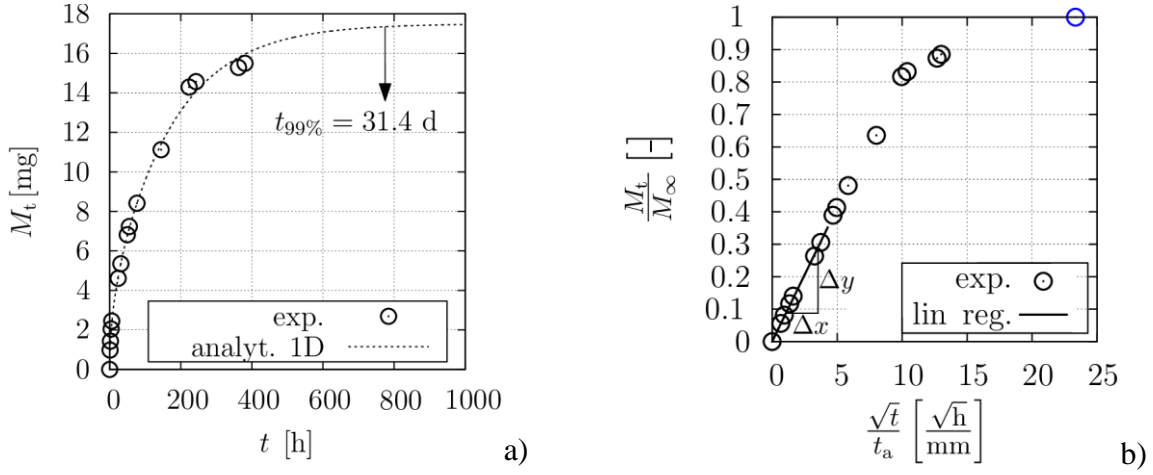 18
16
14
12
10
8
6
4
2
0
M_t [mg]
t_99% = 31.4 d
exp.
analyt. 1D
0 200 400 600 800 1000
t [h]
a)
1
0.9
0.8
0.7
0.6
0.5
0.4
0.3
0.2
0.1
0
M_t/M_∞ [-]
Δy
Δx
exp.
lin reg.
0 5 10 15 20 25
√t/t_a [√h/mm]
b)